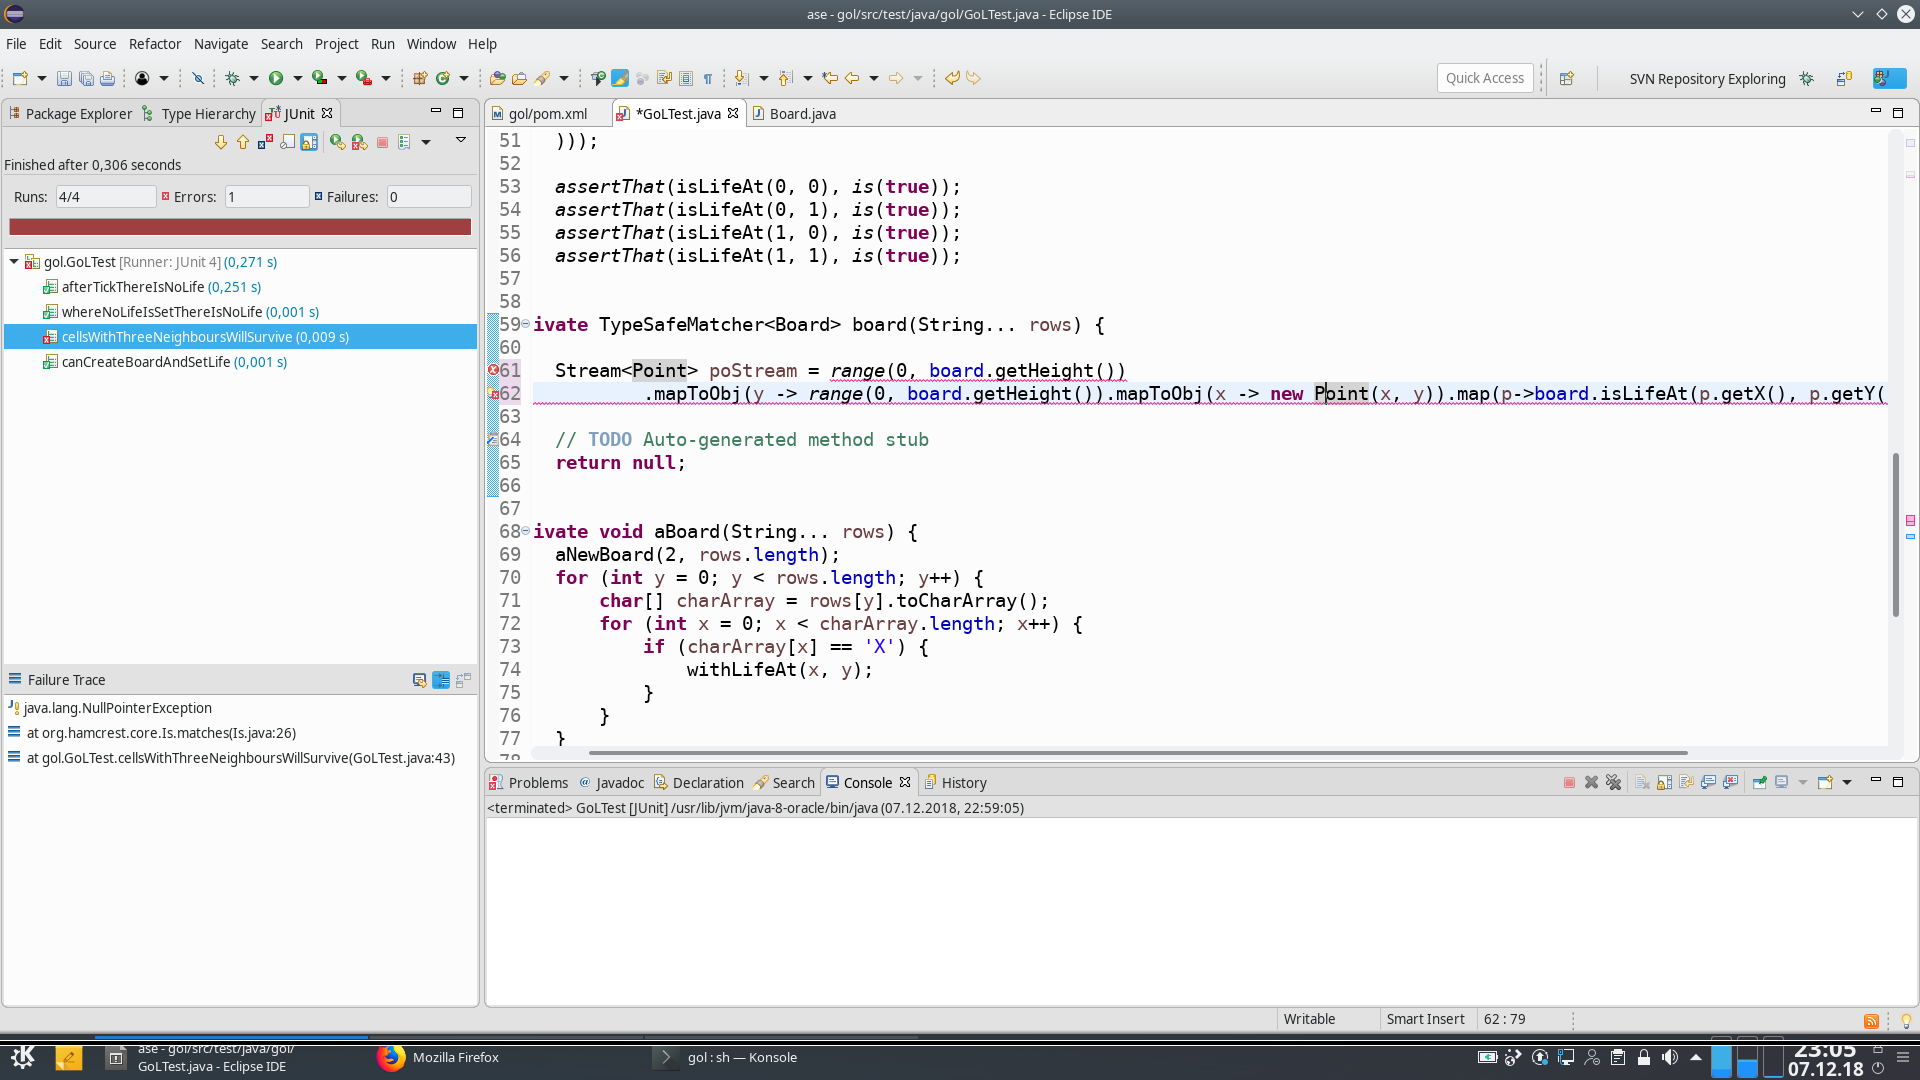 ase - gol/src/test/java/gol/GoLTest.java - Eclipse IDE
File Edit Source Refactor Navigate Search Project Run Window Help
Quick Access
SVN Repository Exploring
Package Explorer Type Hierarchy JUnit
Finished after 0,306 seconds
Runs: 4/4 Errors: 1 Failures: 0
gol.GoLTest [Runner: JUnit 4] (0,271 s)
afterTickThereIsNoLife (0,251 s)
whereNoLifeIsSetThereIsNoLife (0,001 s)
cellsWithThreeNeighboursWillSurvive (0,009 s)
canCreateBoardAndSetLife (0,001 s)
Failure Trace
java.lang.NullPointerException
at org.hamcrest.core.Is.matches(Is.java:26)
at gol.GoLTest.cellsWithThreeNeighboursWillSurvive(GoLTest.java:43)
gol/pom.xml *GoLTest.java Board.java
51 )));
52
53 assertThat(isLifeAt(0, 0), is(true));
54 assertThat(isLifeAt(0, 1), is(true));
55 assertThat(isLifeAt(1, 0), is(true));
56 assertThat(isLifeAt(1, 1), is(true));
57
58
59 ivate TypeSafeMatcher<Board> board(String... rows) {
60
61 Stream<Point> poStream = range(0, board.getHeight())
62 .mapToObj(y -> range(0, board.getHeight()).mapToObj(x -> new Point(x, y)).map(p->board.isLifeAt(p.getX(), p.getY(
63
64 // TODO Auto-generated method stub
65 return null;
66
67
68 ivate void aBoard(String... rows) {
69 aNewBoard(2, rows.length);
70 for (int y = 0; y < rows.length; y++) {
71 char[] charArray = rows[y].toCharArray();
72 for (int x = 0; x < charArray.length; x++) {
73 if (charArray[x] == 'X') {
74 withLifeAt(x, y);
75 }
76 }
77 }
78
Problems Javadoc Declaration Search Console History
<terminated> GoLTest [JUnit] /usr/lib/jvm/java-8-oracle/bin/java (07.12.2018, 22:59:05)
Writable Smart Insert 62 : 79
ase - gol/src/test/java/gol/
GoLTest.java - Eclipse IDE
Mozilla Firefox
gol : sh — Konsole
23:05
07.12.18